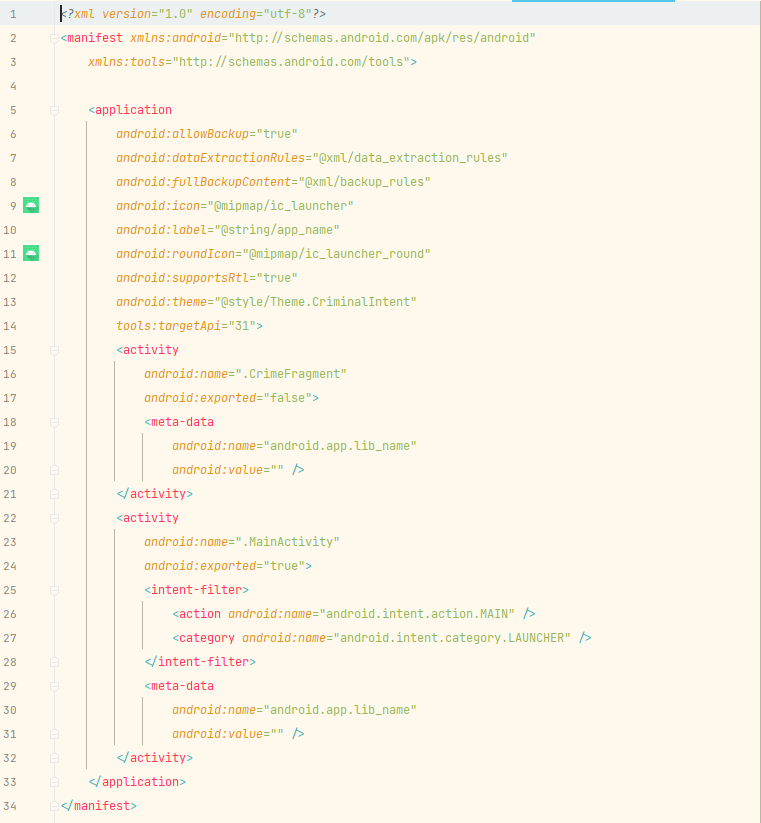 1 <?xml version="1.0" encoding="utf-8"?>
2 <manifest xmlns:android="http://schemas.android.com/apk/res/android"
3     xmlns:tools="http://schemas.android.com/tools">
4
5     <application
6         android:allowBackup="true"
7         android:dataExtractionRules="@xml/data_extraction_rules"
8         android:fullBackupContent="@xml/backup_rules"
9         android:icon="@mipmap/ic_launcher"
10         android:label="@string/app_name"
11         android:roundIcon="@mipmap/ic_launcher_round"
12         android:supportsRtl="true"
13         android:theme="@style/Theme.CriminalIntent"
14         tools:targetApi="31">
15         <activity
16             android:name=".CrimeFragment"
17             android:exported="false">
18             <meta-data
19                 android:name="android.app.lib_name"
20                 android:value="" />
21         </activity>
22         <activity
23             android:name=".MainActivity"
24             android:exported="true">
25             <intent-filter>
26                 <action android:name="android.intent.action.MAIN" />
27                 <category android:name="android.intent.category.LAUNCHER" />
28             </intent-filter>
29             <meta-data
30                 android:name="android.app.lib_name"
31                 android:value="" />
32         </activity>
33     </application>
34 </manifest>